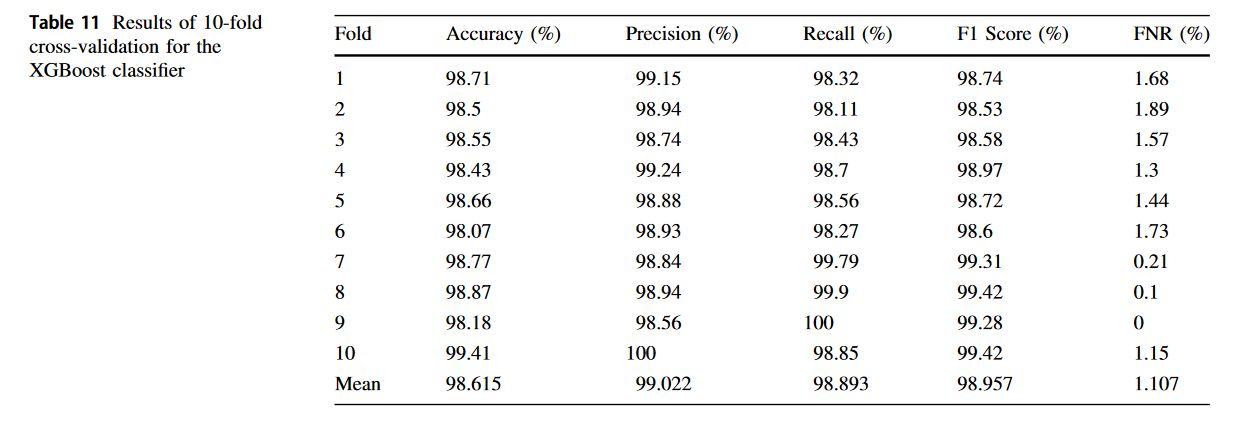 Table 11 Results of 10-fold
cross-validation for the
XGBoost classifier
Fold Accuracy (%) Precision (%) Recall (%) F1 Score (%) FNR (%)
1 98.71 99.15 98.32 98.74 1.68
2 98.5 98.94 98.11 98.53 1.89
3 98.55 98.74 98.43 98.58 1.57
4 98.43 99.24 98.7 98.97 1.3
5 98.66 98.88 98.56 98.72 1.44
6 98.07 98.93 98.27 98.6 1.73
7 98.77 98.84 99.79 99.31 0.21
8 98.87 98.94 99.9 99.42 0.1
9 98.18 98.56 100 99.28 0
10 99.41 100 98.85 99.42 1.15
Mean 98.615 99.022 98.893 98.957 1.107